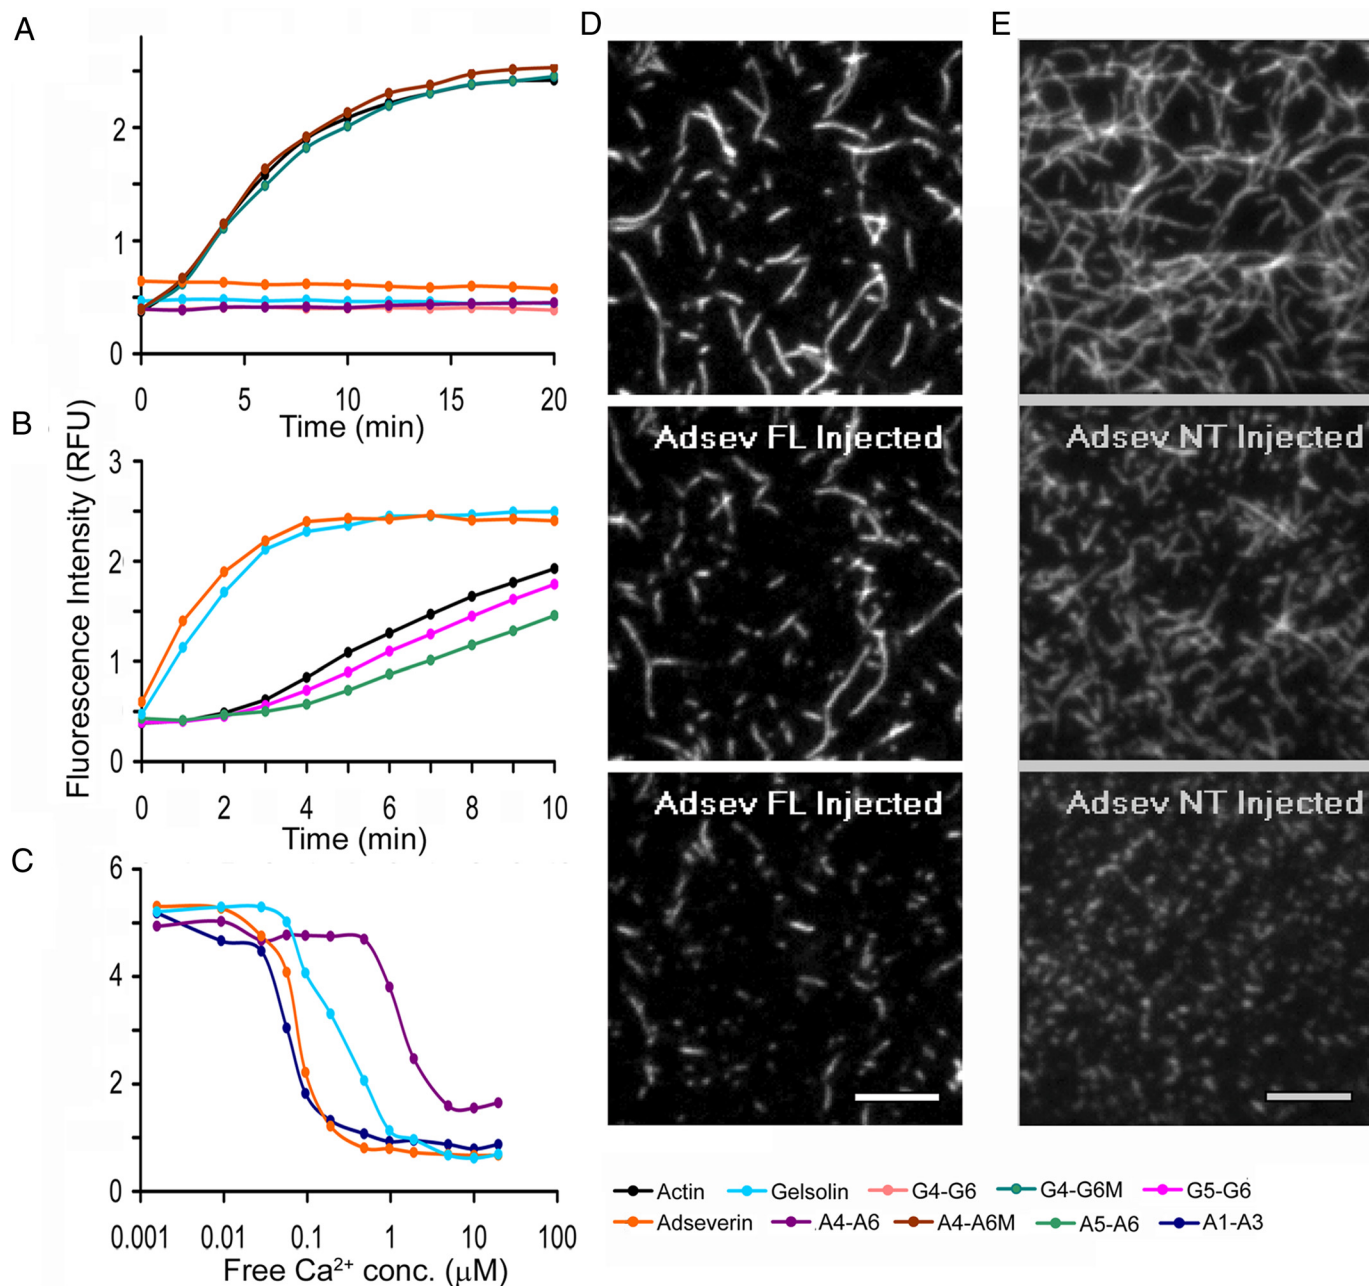 A
2
1
0
0
5
10
15
20
Time (min)
B
Fluorescence Intensity (RFU)
3
2
1
0
0
2
4
6
8
10
Time (min)
C
6
4
2
0
0.001
0.01
0.1
1
10
100
Free Ca²⁺ conc. (µM)
D
Adsev FL Injected
Adsev FL Injected
E
Adsev NT Injected
Adsev NT Injected
Actin Gelsolin G4-G6 G4-G6M G5-G6
Adseverin A4-A6 A4-A6M A5-A6 A1-A3